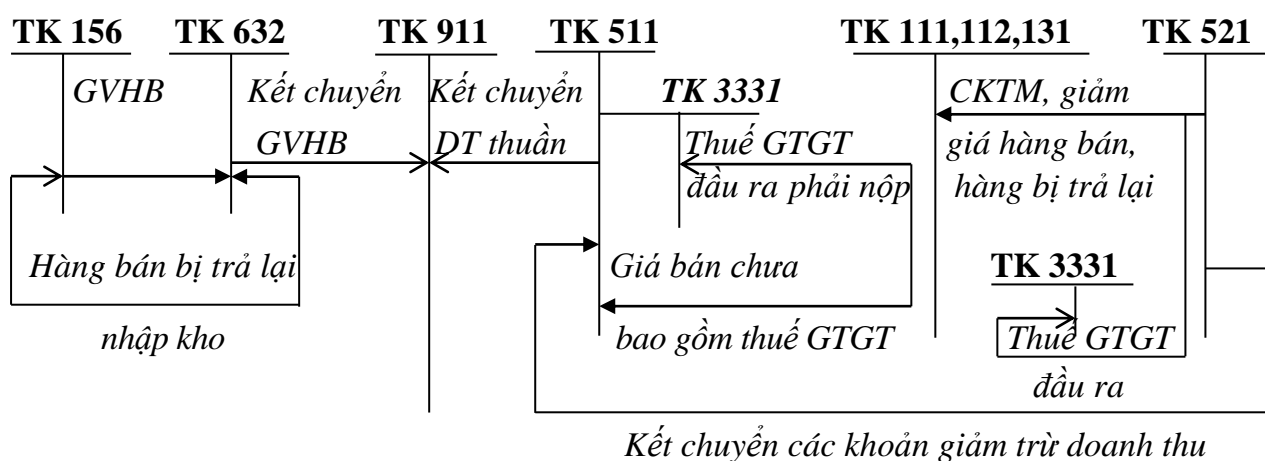 TK 156 TK 632 TK 911 TK 511 TK 111,112,131 TK 521
GVHB Kết chuyển Kết chuyển TK 3331 CKTM, giảm
GVHB DT thuần Thuế GTGT giá hàng bán,
đầu ra phải nộp hàng bị trả lại
Hàng bán bị trả lại Giá bán chưa TK 3331
nhập kho bao gồm thuế GTGT Thuế GTGT
đầu ra
Kết chuyển các khoản giảm trừ doanh thu